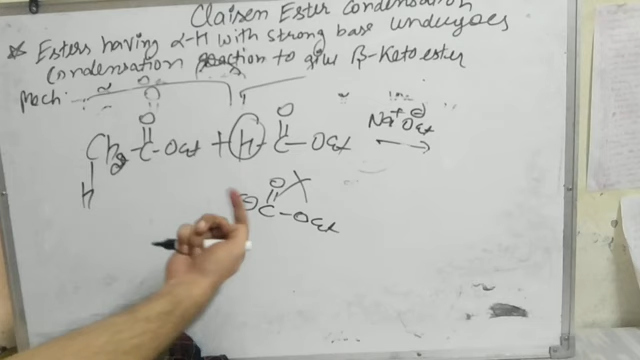 Claisen Ester Condensation
* Esters having α-H with strong base undergoes
Condensation reaction to give β-Keto ester
Mech:
O O
CH2-C-OEt + H-C-OEt Na+ OEt
H
O
C-OEt